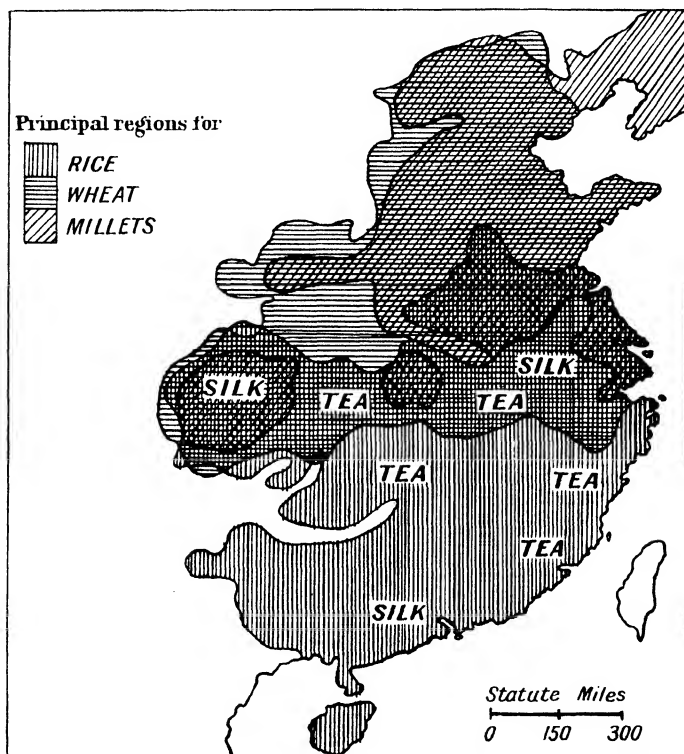 Principal regions for
RICE
WHEAT
MILLETS
SILK
TEA
TEA
SILK
TEA
TEA
TEA
SILK
Statute Miles
0 150 300